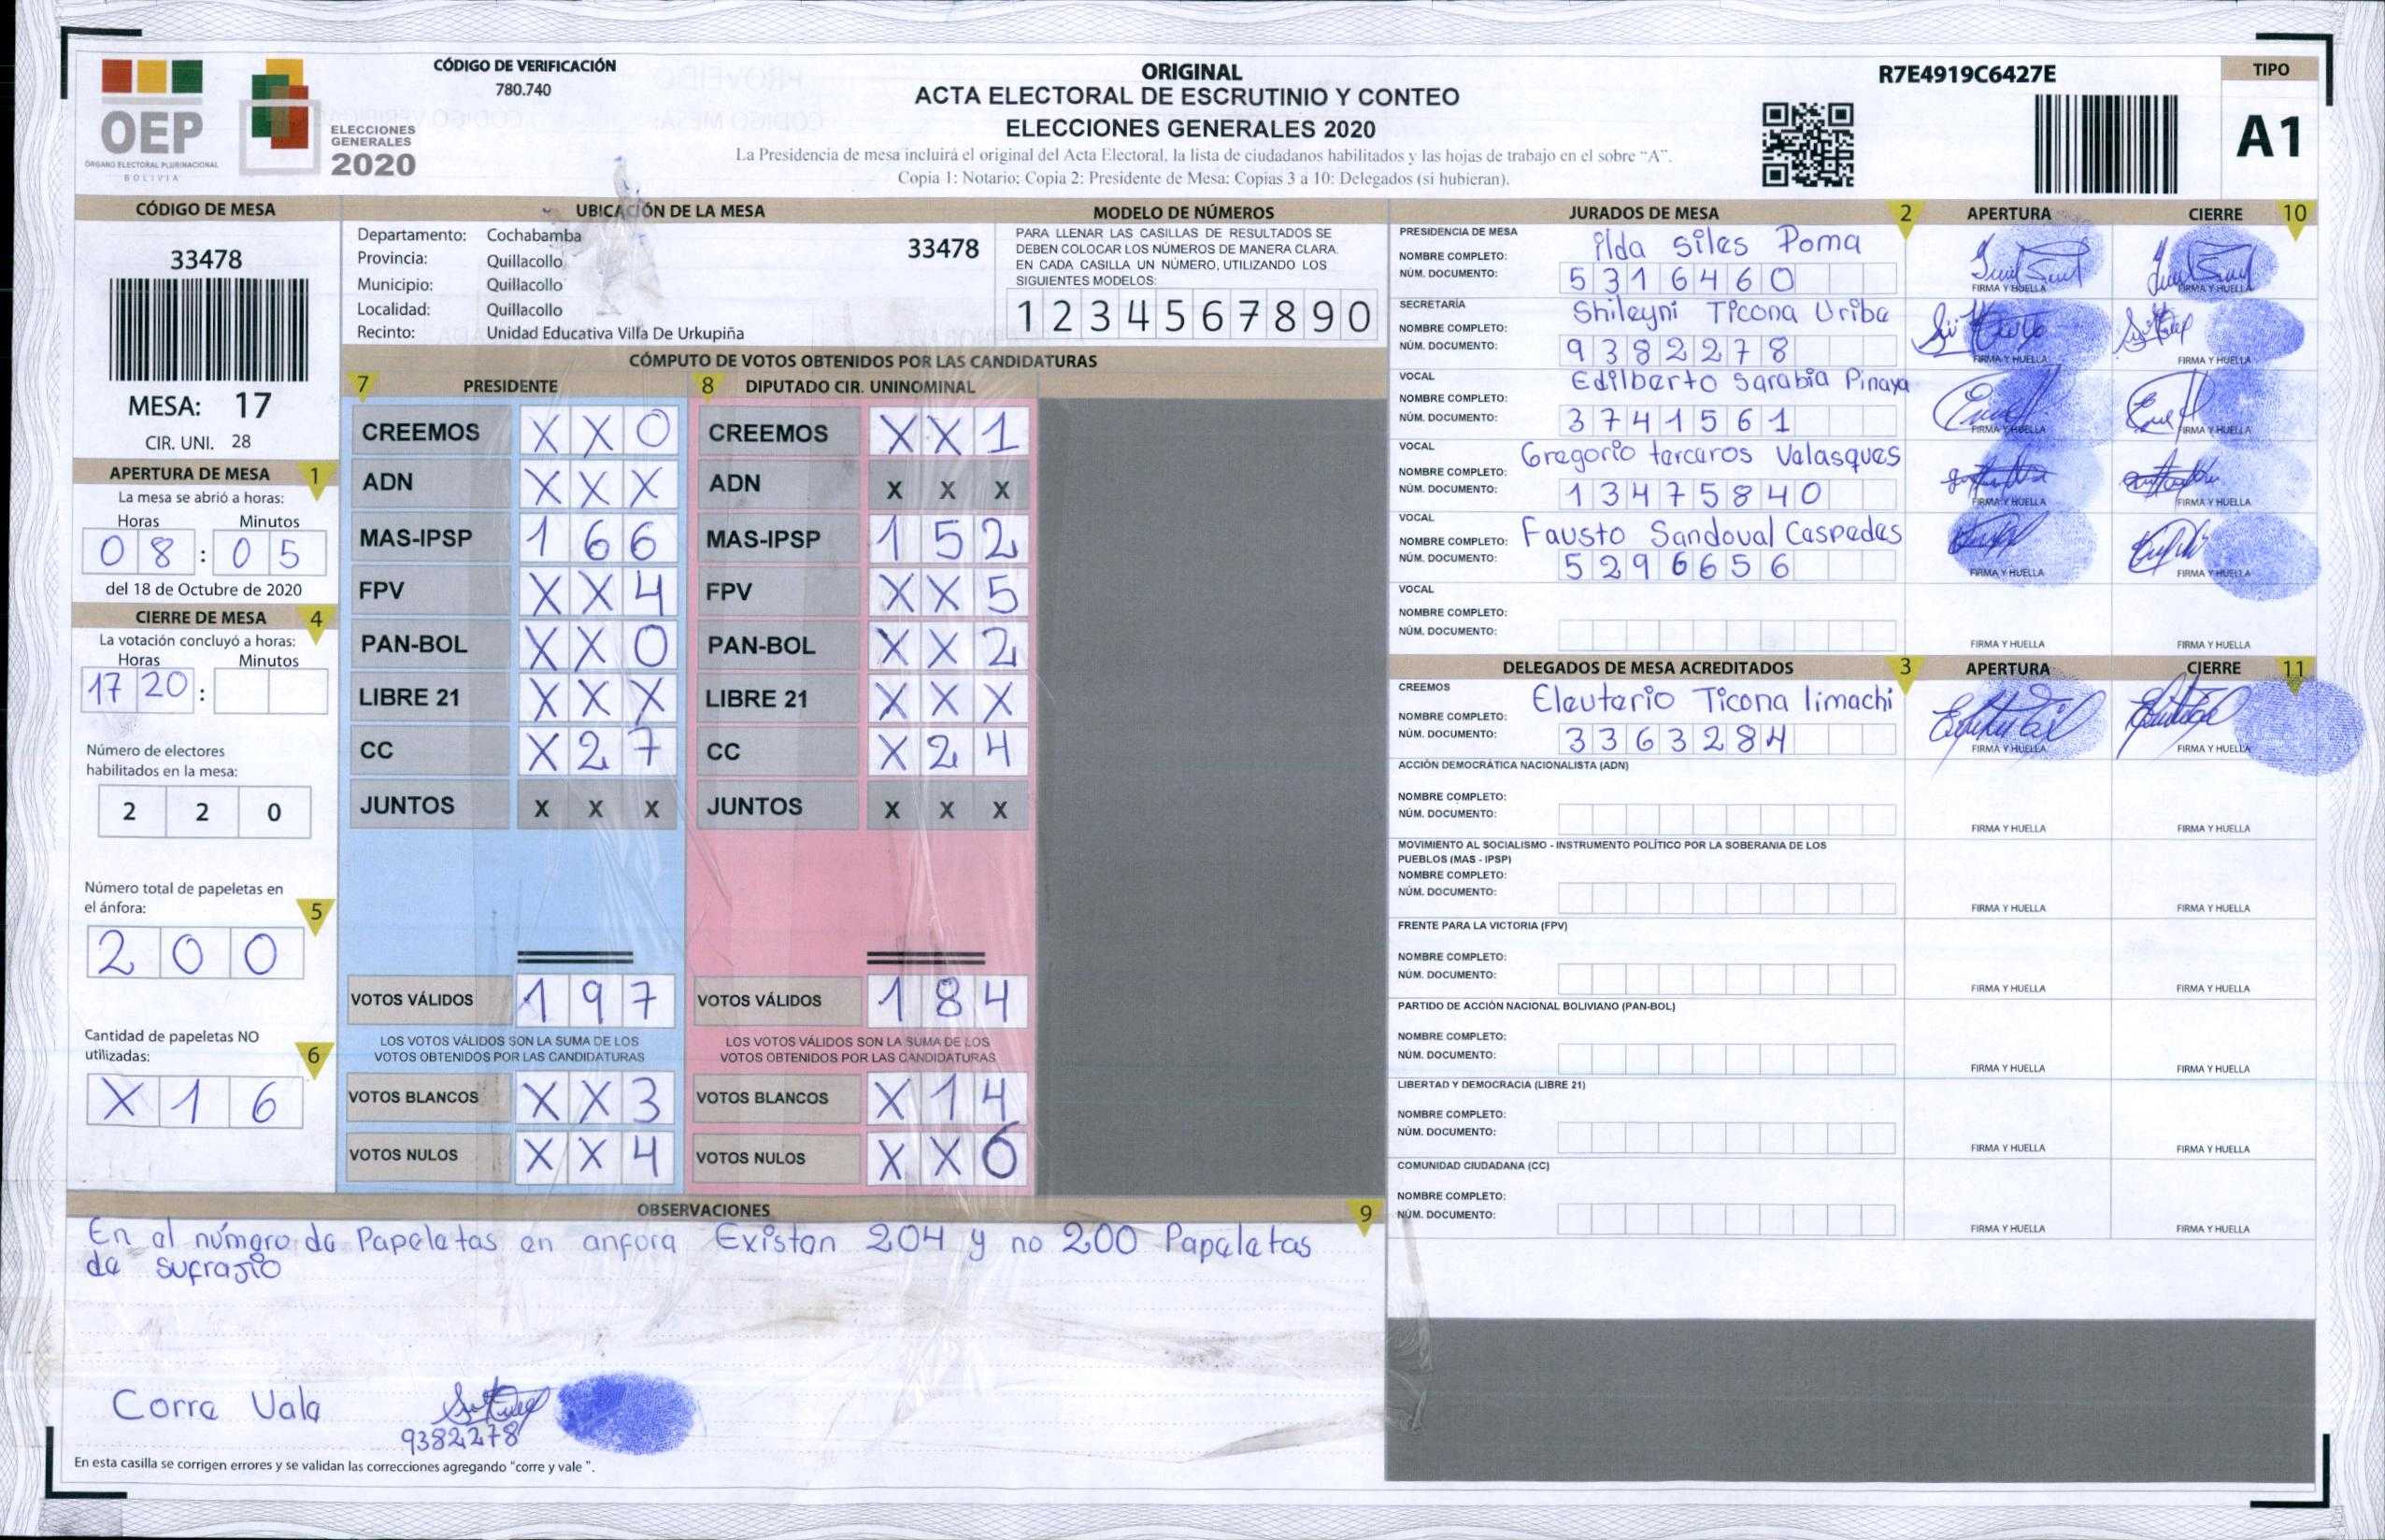 OEP
ÓRGANO ELECTORAL PLURINACIONAL
BOLIVIA
ELECCIONES
GENERALES
2020
CÓDIGO DE VERIFICACIÓN
780.740
ORIGINAL
ACTA ELECTORAL DE ESCRUTINIO Y CONTEO
ELECCIONES GENERALES 2020
La Presidencia de mesa incluirá el original del Acta Electoral, la lista de ciudadanos habilitados y las hojas de trabajo en el sobre "A".
Copia 1: Notario; Copia 2: Presidente de Mesa; Copias 3 a 10: Delegados (si hubieran).
R7E4919C6427E
TIPO
A1
CÓDIGO DE MESA
33478
MESA: 17
CIR. UNI. 28
APERTURA DE MESA 1
La mesa se abrió a horas:
Horas Minutos
0 8 : 0 5
del 18 de Octubre de 2020
CIERRE DE MESA 4
La votación concluyó a horas:
Horas Minutos
17 20 :
Número de electores
habilitados en la mesa:
2 2 0
Número total de papeletas en
el ánfora: 5
2 0 0
Cantidad de papeletas NO
utilizadas: 6
X 1 6
UBICACIÓN DE LA MESA
Departamento: Cochabamba 33478
Provincia: Quillacollo
Municipio: Quillacollo
Localidad: Quillacollo
Recinto: Unidad Educativa Villa De Urkupiña
MODELO DE NÚMEROS
PARA LLENAR LAS CASILLAS DE RESULTADOS SE
DEBEN COLOCAR LOS NÚMEROS DE MANERA CLARA.
EN CADA CASILLA UN NÚMERO, UTILIZANDO LOS
SIGUIENTES MODELOS:
1 2 3 4 5 6 7 8 9 0
CÓMPUTO DE VOTOS OBTENIDOS POR LAS CANDIDATURAS
7 PRESIDENTE 8 DIPUTADO CIR. UNINOMINAL
CREEMOS X X 0 CREEMOS X X 1
ADN X X X ADN X X X
MAS-IPSP 1 6 6 MAS-IPSP 1 5 2
FPV X X 4 FPV X X 5
PAN-BOL X X 0 PAN-BOL X X 2
LIBRE 21 X X X LIBRE 21 X X X
CC X 2 7 CC X 2 4
JUNTOS X X X JUNTOS X X X
VOTOS VÁLIDOS 1 9 7 VOTOS VÁLIDOS 1 8 4
LOS VOTOS VÁLIDOS SON LA SUMA DE LOS LOS VOTOS VÁLIDOS SON LA SUMA DE LOS
VOTOS OBTENIDOS POR LAS CANDIDATURAS VOTOS OBTENIDOS POR LAS CANDIDATURAS
VOTOS BLANCOS X X 3 VOTOS BLANCOS X 1 4
VOTOS NULOS X X 4 VOTOS NULOS X X 6
OBSERVACIONES 9
En el número de Papeletas en anfora Existen 204 y no 200 Papeletas
de sufrajio
Corre Vale
9382278
En esta casilla se corrigen errores y se validan las correcciones agregando "corre y vale ".
JURADOS DE MESA 2 APERTURA CIERRE 10
PRESIDENCIA DE MESA
NOMBRE COMPLETO: ilda siles Poma
NÚM. DOCUMENTO: 5316460
FIRMA Y HUELLA FIRMA Y HUELLA
SECRETARÍA
NOMBRE COMPLETO: Shileyni Ticona Uribe
NÚM. DOCUMENTO: 9382278
FIRMA Y HUELLA FIRMA Y HUELLA
VOCAL
NOMBRE COMPLETO: Edilberto Sarabia Pinaya
NÚM. DOCUMENTO: 3741561
FIRMA Y HUELLA FIRMA Y HUELLA
VOCAL
NOMBRE COMPLETO: Gregorio terceros Velasques
NÚM. DOCUMENTO: 13475840
FIRMA Y HUELLA FIRMA Y HUELLA
VOCAL
NOMBRE COMPLETO: Fausto Sandoval Cespedes
NÚM. DOCUMENTO: 5296656
FIRMA Y HUELLA FIRMA Y HUELLA
VOCAL
NOMBRE COMPLETO:
NÚM. DOCUMENTO:
FIRMA Y HUELLA FIRMA Y HUELLA
DELEGADOS DE MESA ACREDITADOS 3 APERTURA CIERRE 11
CREEMOS
NOMBRE COMPLETO: Eleuterio Ticona limachi
NÚM. DOCUMENTO: 3363284
FIRMA Y HUELLA FIRMA Y HUELLA
ACCIÓN DEMOCRÁTICA NACIONALISTA (ADN)
NOMBRE COMPLETO:
NÚM. DOCUMENTO:
FIRMA Y HUELLA FIRMA Y HUELLA
MOVIMIENTO AL SOCIALISMO - INSTRUMENTO POLÍTICO POR LA SOBERANIA DE LOS
PUEBLOS (MAS - IPSP)
NOMBRE COMPLETO:
NÚM. DOCUMENTO:
FIRMA Y HUELLA FIRMA Y HUELLA
FRENTE PARA LA VICTORIA (FPV)
NOMBRE COMPLETO:
NÚM. DOCUMENTO:
FIRMA Y HUELLA FIRMA Y HUELLA
PARTIDO DE ACCIÓN NACIONAL BOLIVIANO (PAN-BOL)
NOMBRE COMPLETO:
NÚM. DOCUMENTO:
FIRMA Y HUELLA FIRMA Y HUELLA
LIBERTAD Y DEMOCRACIA (LIBRE 21)
NOMBRE COMPLETO:
NÚM. DOCUMENTO:
FIRMA Y HUELLA FIRMA Y HUELLA
COMUNIDAD CIUDADANA (CC)
NOMBRE COMPLETO:
NÚM. DOCUMENTO:
FIRMA Y HUELLA FIRMA Y HUELLA